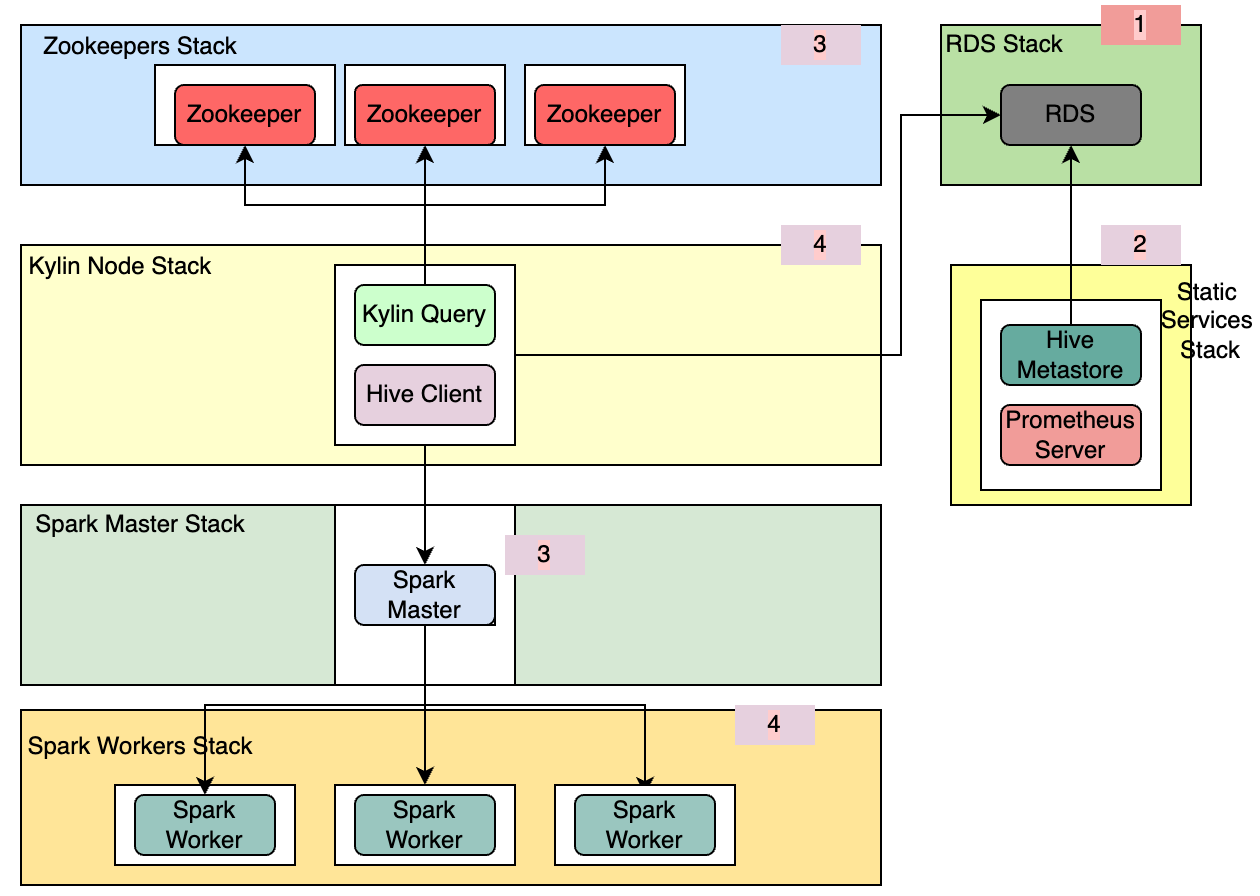 Zookeepers Stack
3
Zookeeper
Zookeeper
Zookeeper
RDS Stack
1
RDS
Kylin Node Stack
4
Kylin Query
Hive Client
2
Static
Services
Stack
Hive
Metastore
Prometheus
Server
Spark Master Stack
3
Spark
Master
Spark Workers Stack
4
Spark
Worker
Spark
Worker
Spark
Worker